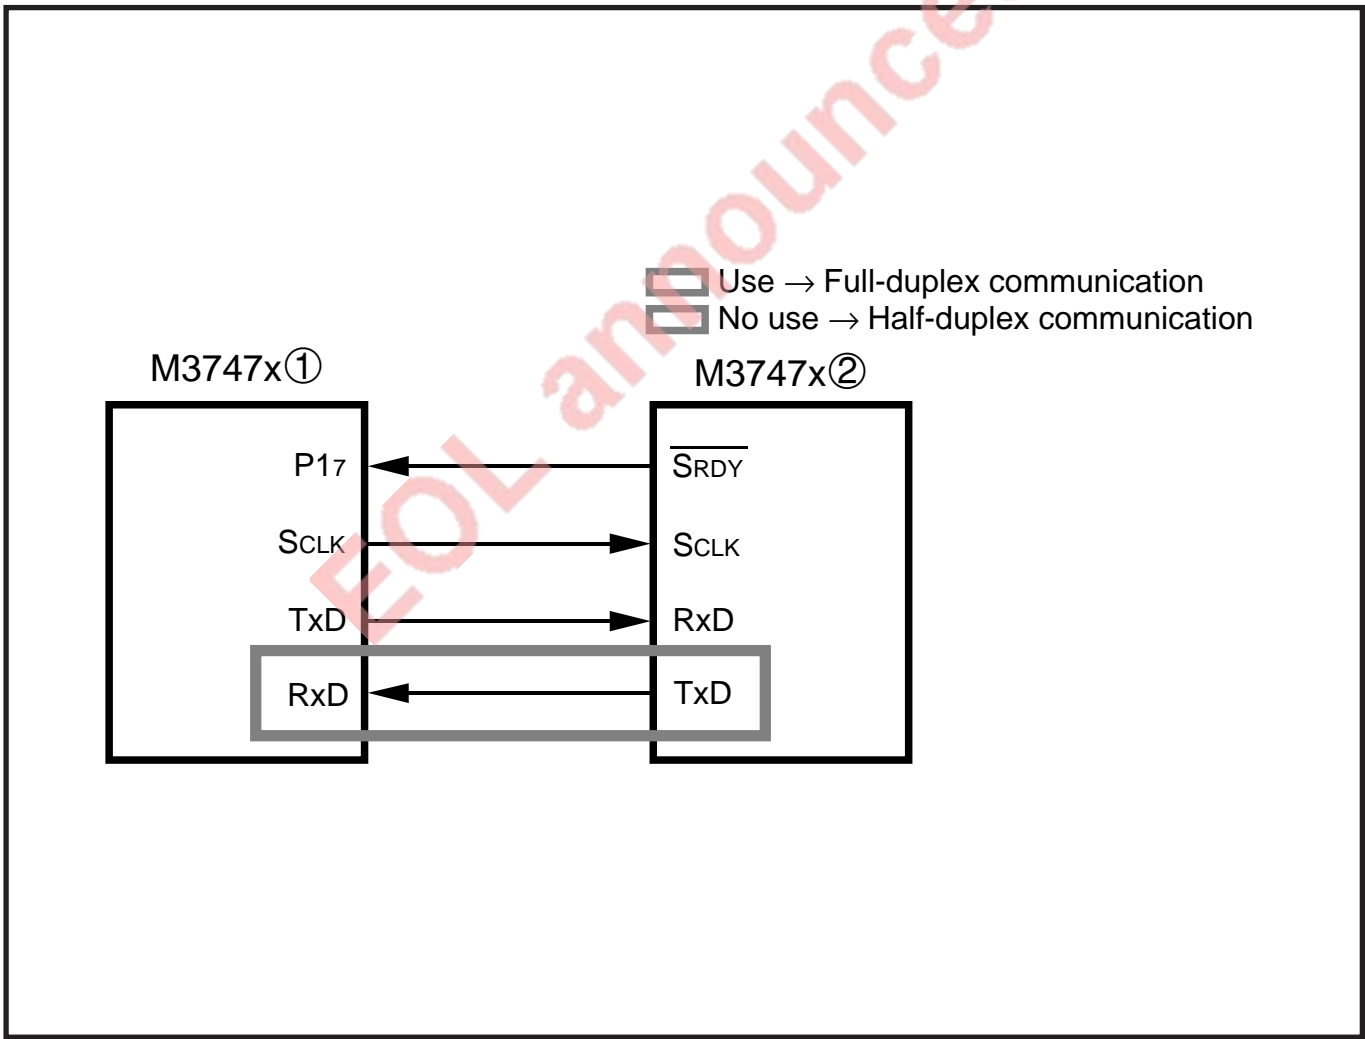 EOL announce
Use → Full-duplex communication
No use → Half-duplex communication
M3747x①
M3747x②
P17
SRDY
SCLK
SCLK
TxD
RxD
RxD
TxD